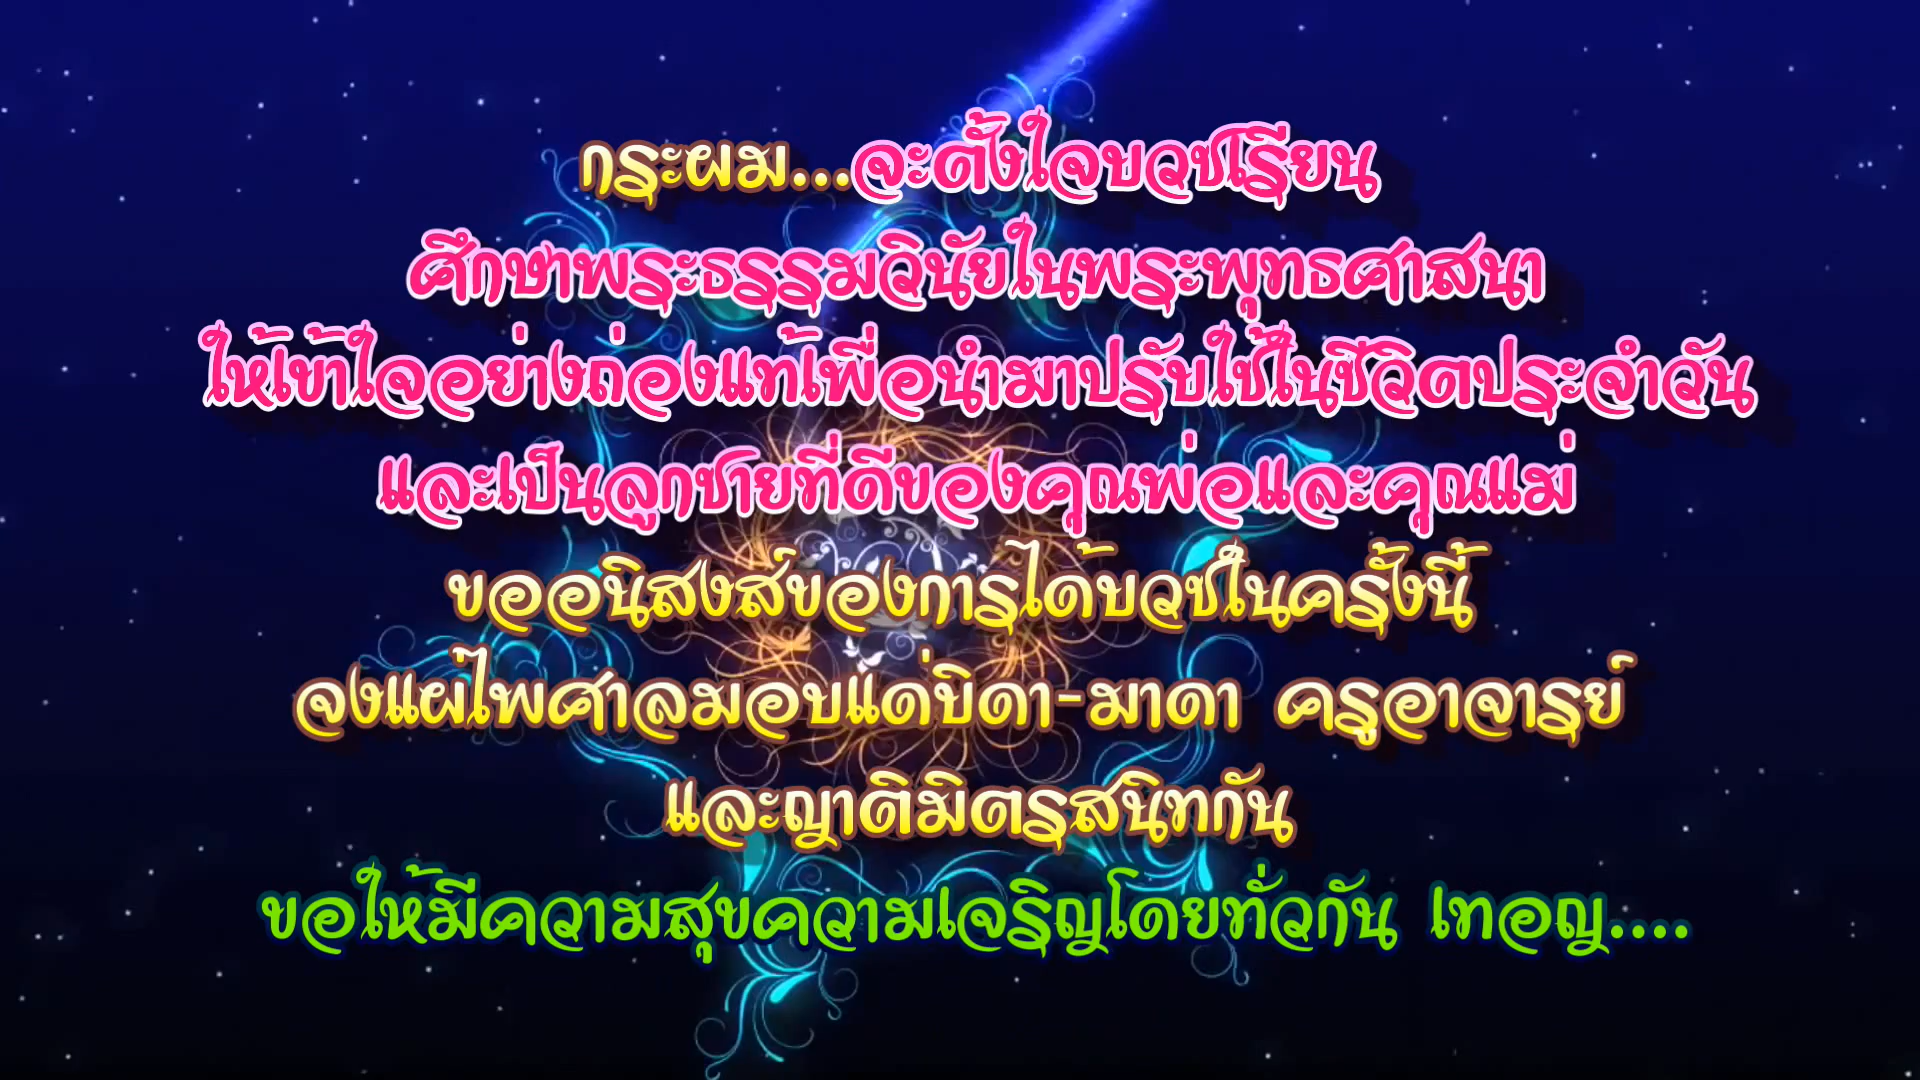 กระผม...จะตั้งใจบวชเรียน
ศึกษาพระธรรมวินัยในพระพุทธศาสนา
ให้เข้าใจอย่างถ่องแท้เพื่อนำมาปรับใช้ในชีวิตประจำวัน
และเป็นลูกชายที่ดีของคุณพ่อและคุณแม่
ขออนิสงส์ของการได้บวชในครั้งนี้
จงแผ่ไพศาลมอบแด่บิดา-มาดา ครูอาจารย์
และญาติมิตรสนิทกัน
ขอให้มีความสุขความเจริญโดยทั่วกัน เทอญ....